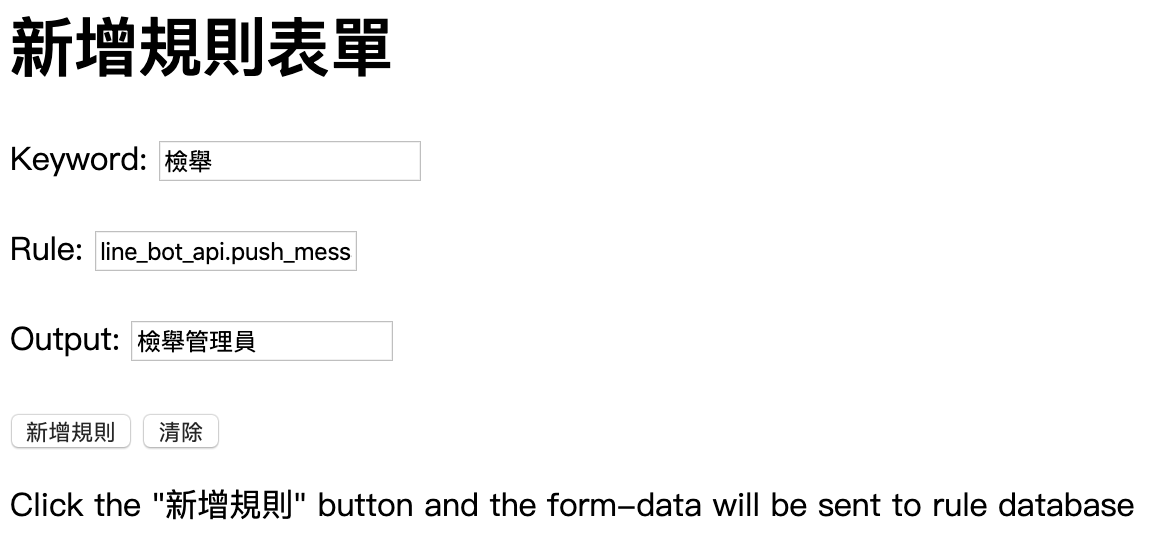 新增規則表單
Keyword: 檢舉
Rule: line_bot_api.push_mess
Output: 檢舉管理員
新增規則 清除
Click the "新增規則" button and the form-data will be sent to rule database